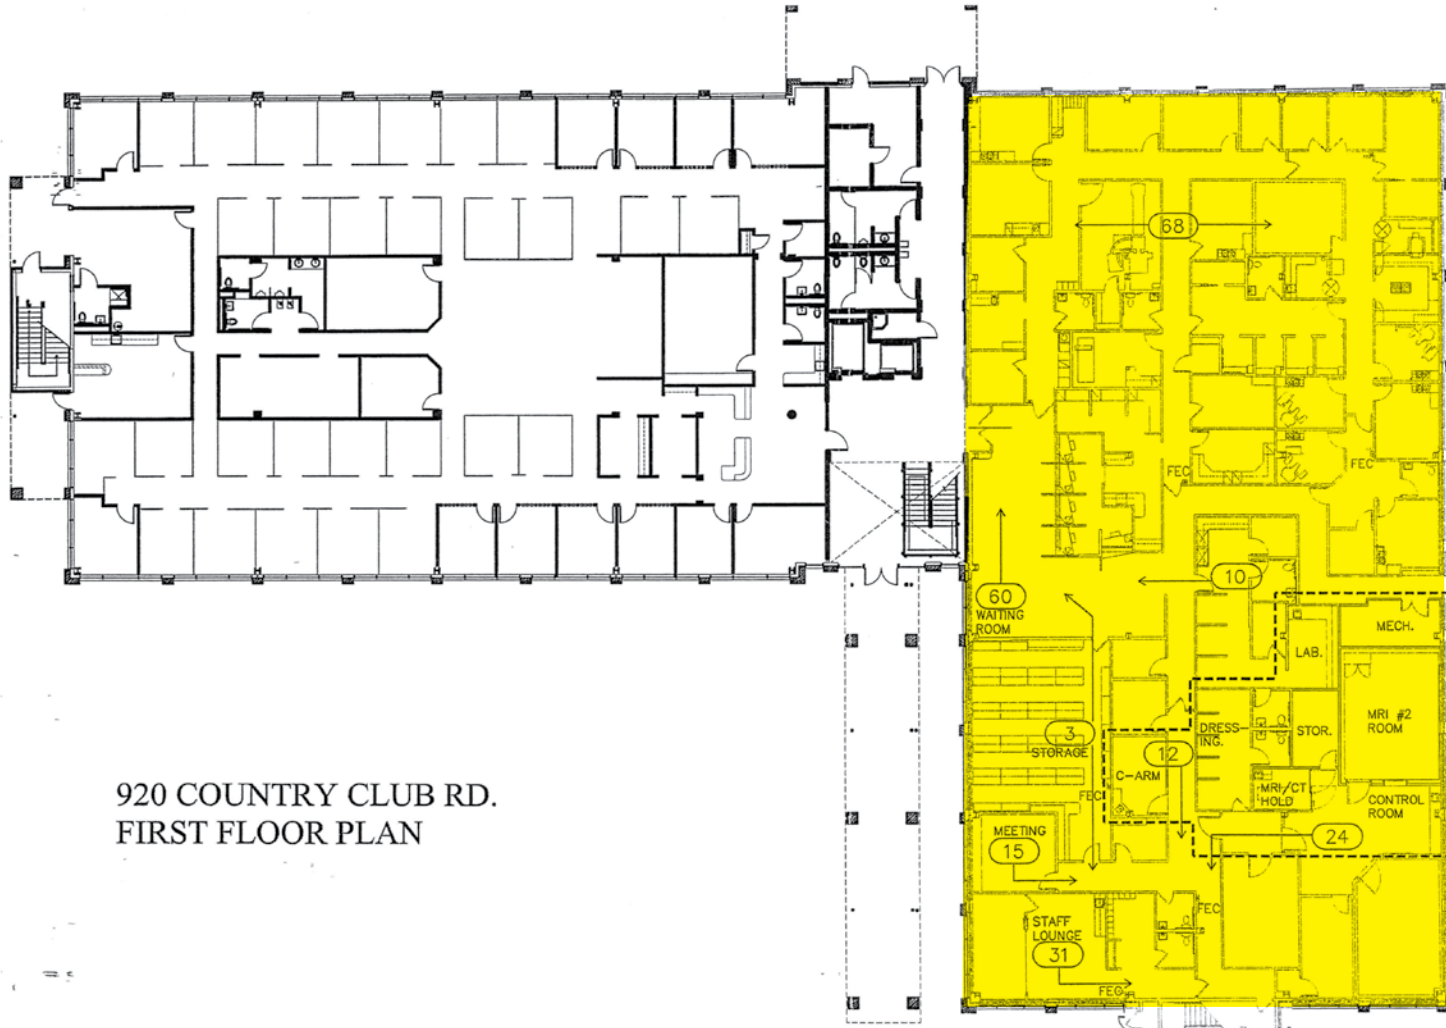 68
FEC
FEC
10
60
WAITING
ROOM
MECH.
LAB.
MRI #2
ROOM
DRESS-
ING.
STOR.
3
STORAGE
12
C-ARM
MRI/CT
HOLD
FEC
CONTROL
ROOM
920 COUNTRY CLUB RD.
FIRST FLOOR PLAN
MEETING
15
24
FEC
STAFF
LOUNGE
31
FEC